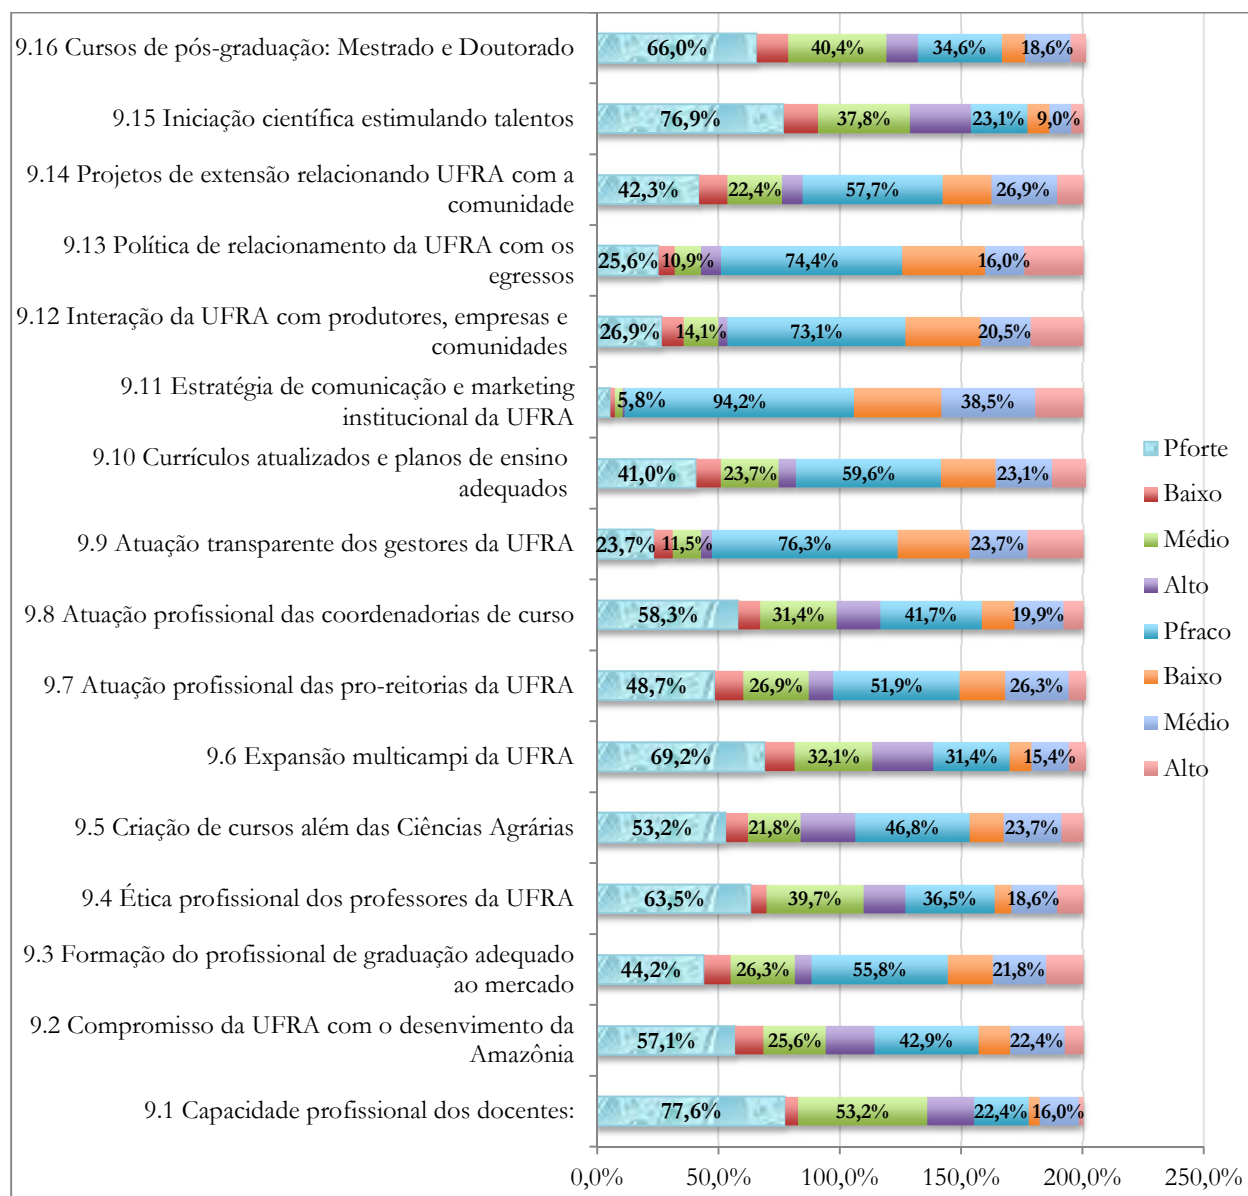 9.16 Cursos de pós-graduação: Mestrado e Doutorado
66,0% 40,4% 34,6% 18,6%
9.15 Iniciação científica estimulando talentos
76,9% 37,8% 23,1% 9,0%
9.14 Projetos de extensão relacionando UFRA com a
comunidade
42,3% 22,4% 57,7% 26,9%
9.13 Política de relacionamento da UFRA com os
egressos
25,6% 10,9% 74,4% 16,0%
9.12 Interação da UFRA com produtores, empresas e
comunidades
26,9% 14,1% 73,1% 20,5%
9.11 Estratégia de comunicação e marketing
institucional da UFRA
5,8% 94,2% 38,5%
9.10 Currículos atualizados e planos de ensino
adequados
41,0% 23,7% 59,6% 23,1%
9.9 Atuação transparente dos gestores da UFRA
23,7% 11,5% 76,3% 23,7%
9.8 Atuação profissional das coordenadorias de curso
58,3% 31,4% 41,7% 19,9%
9.7 Atuação profissional das pro-reitorias da UFRA
48,7% 26,9% 51,9% 26,3%
9.6 Expansão multicampi da UFRA
69,2% 32,1% 31,4% 15,4%
9.5 Criação de cursos além das Ciências Agrárias
53,2% 21,8% 46,8% 23,7%
9.4 Ética profissional dos professores da UFRA
63,5% 39,7% 36,5% 18,6%
9.3 Formação do profissional de graduação adequado
ao mercado
44,2% 26,3% 55,8% 21,8%
9.2 Compromisso da UFRA com o desenvimento da
Amazônia
57,1% 25,6% 42,9% 22,4%
9.1 Capacidade profissional dos docentes:
77,6% 53,2% 22,4% 16,0%
0,0% 50,0% 100,0% 150,0% 200,0% 250,0%
Pforte
Baixo
Médio
Alto
Pfraco
Baixo
Médio
Alto